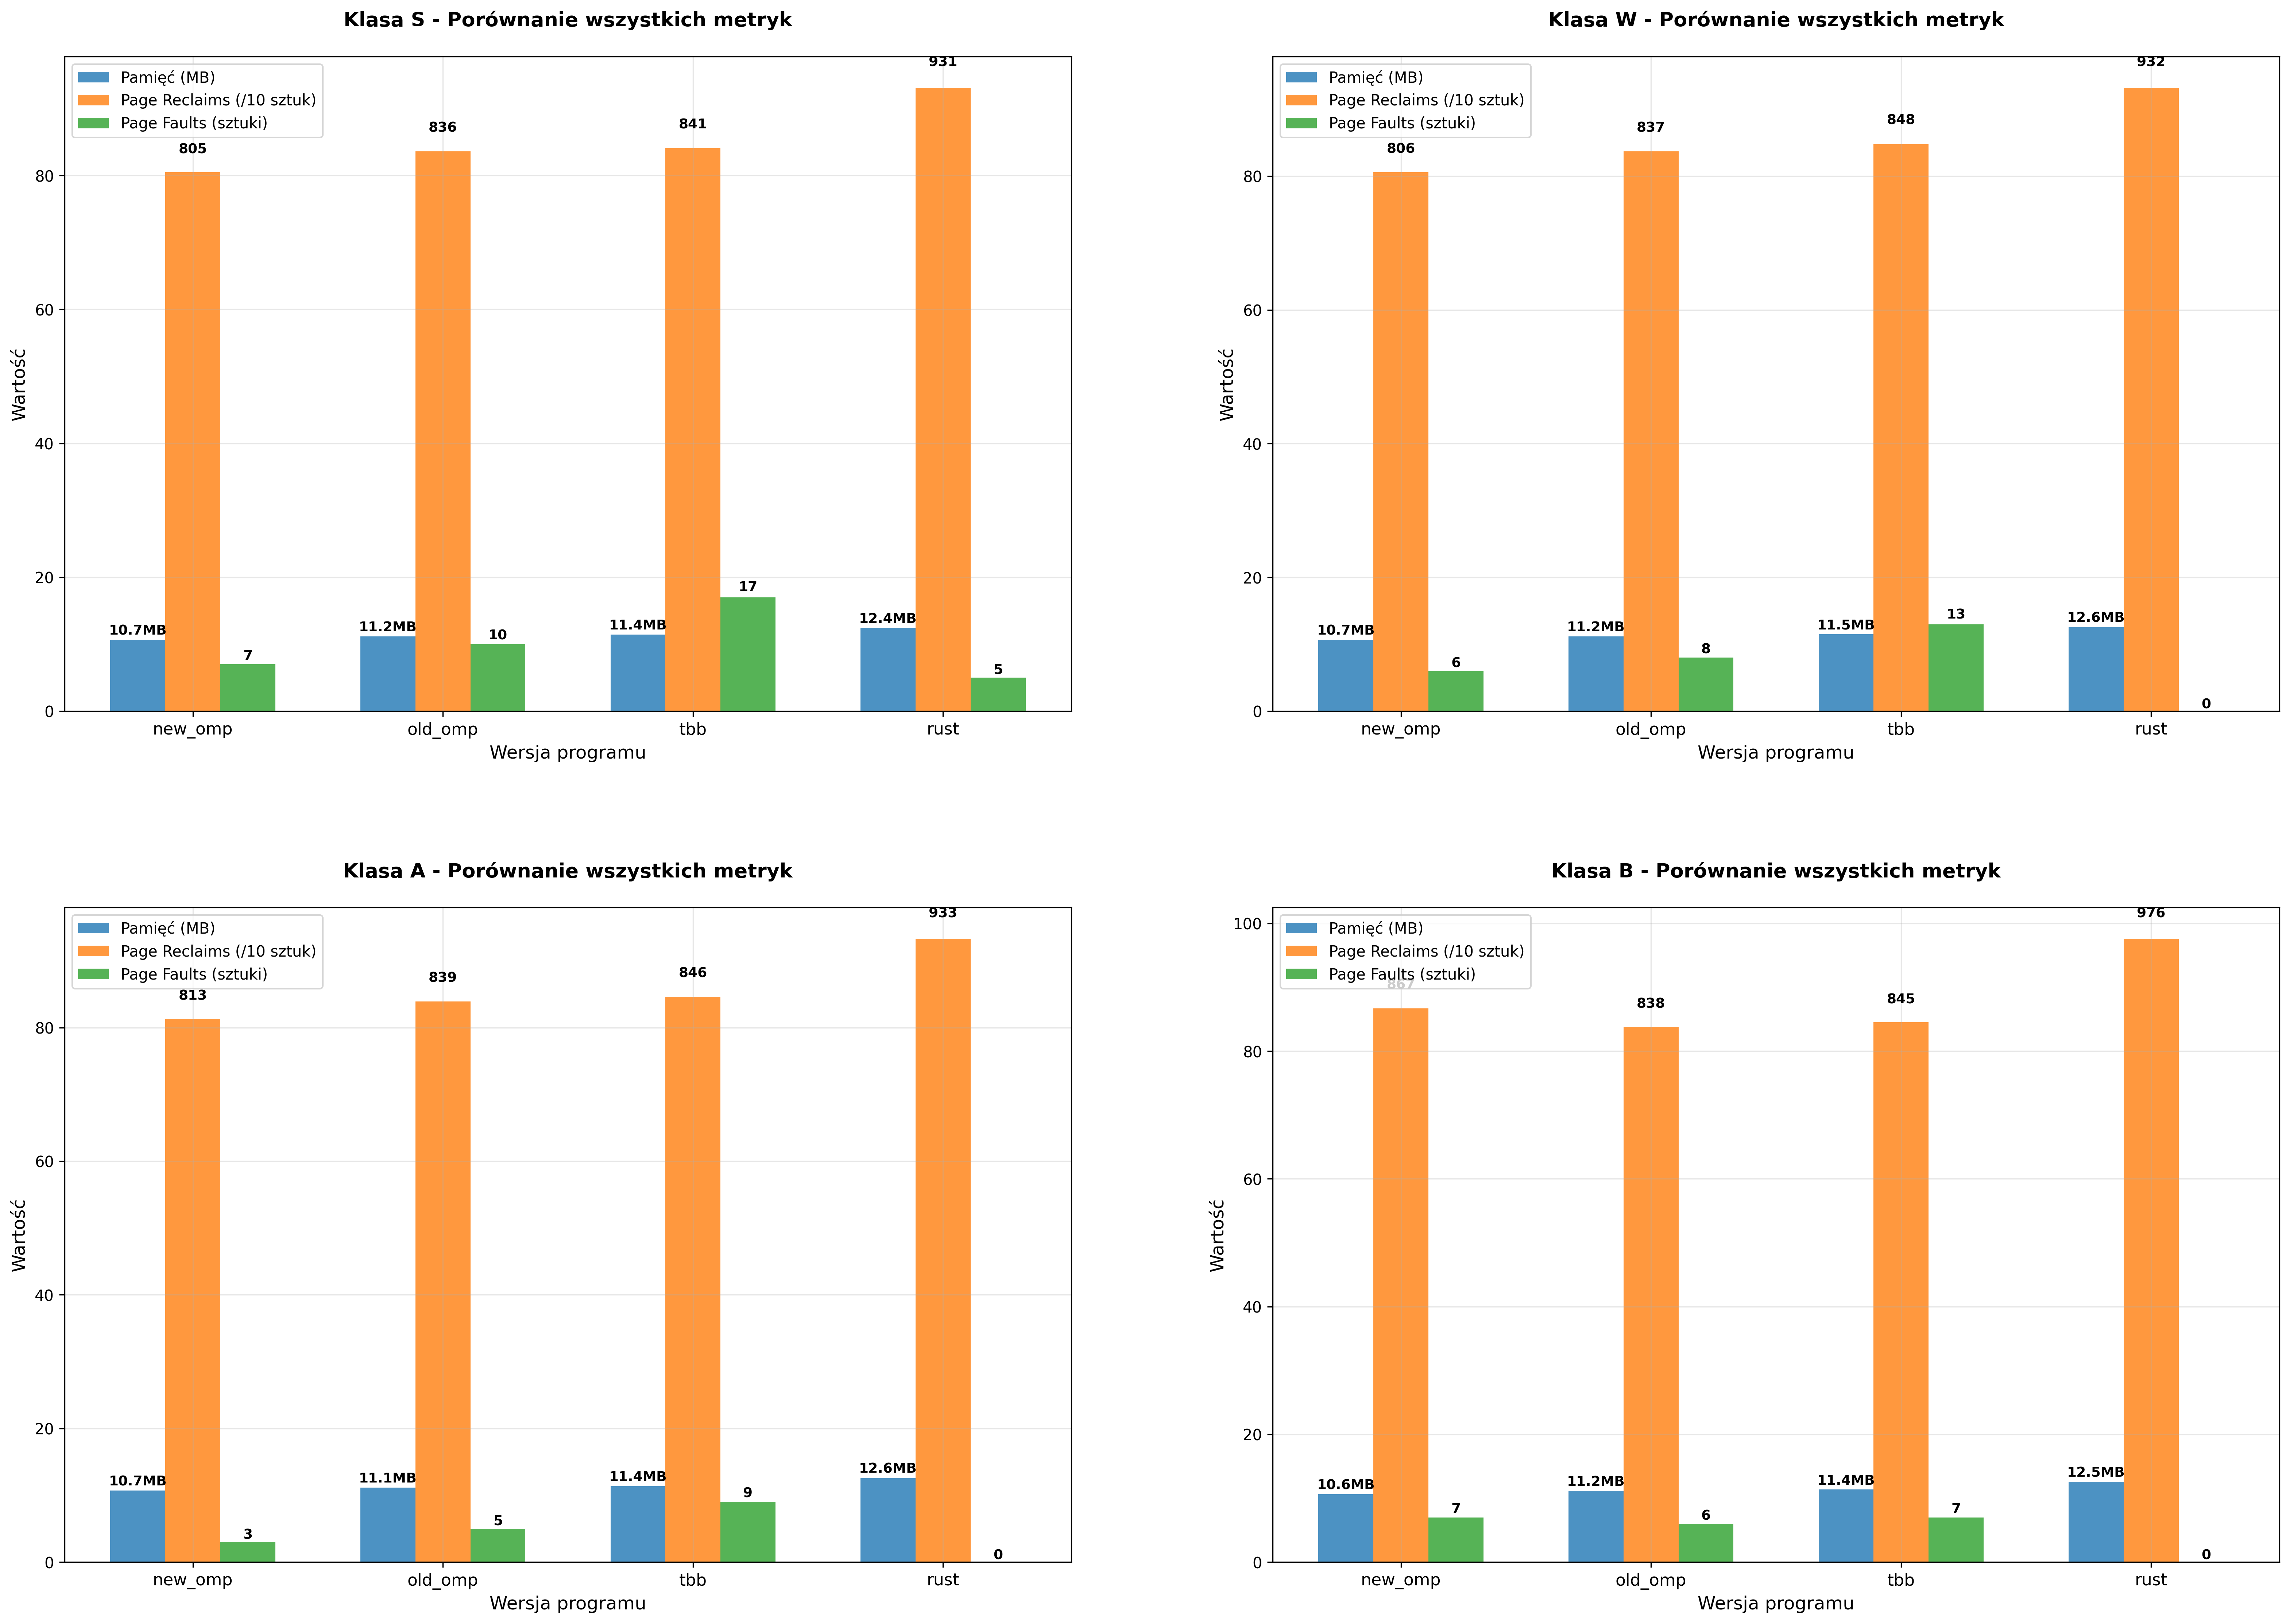 Klasa S - Porównanie wszystkich metryk
Pamięć (MB)
Page Reclaims (/10 sztuk)
Page Faults (sztuki)
931
836
841
805
80
60
40
20
0
Wartość
10.7MB
7
11.2MB
10
11.4MB
17
12.4MB
5
new_omp
old_omp
tbb
rust
Wersja programu
Klasa W - Porównanie wszystkich metryk
Pamięć (MB)
Page Reclaims (/10 sztuk)
Page Faults (sztuki)
932
837
848
806
80
60
40
20
0
Wartość
10.7MB
6
11.2MB
8
11.5MB
13
12.6MB
0
new_omp
old_omp
tbb
rust
Wersja programu
Klasa A - Porównanie wszystkich metryk
Pamięć (MB)
Page Reclaims (/10 sztuk)
Page Faults (sztuki)
933
839
846
813
80
60
40
20
0
Wartość
10.7MB
3
11.1MB
5
11.4MB
9
12.6MB
0
new_omp
old_omp
tbb
rust
Wersja programu
Klasa B - Porównanie wszystkich metryk
Pamięć (MB)
Page Reclaims (/10 sztuk)
Page Faults (sztuki)
976
867
838
845
100
80
60
40
20
0
Wartość
10.6MB
7
11.2MB
6
11.4MB
7
12.5MB
0
new_omp
old_omp
tbb
rust
Wersja programu